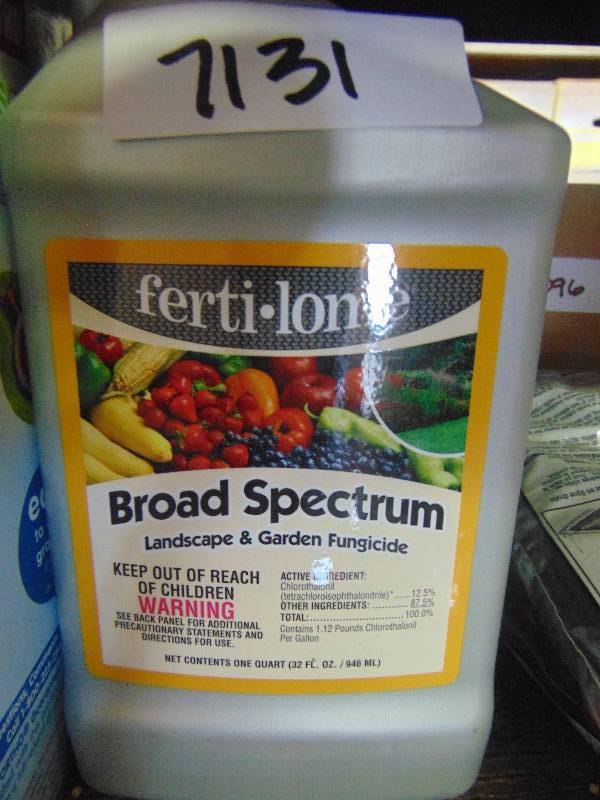 7131
ferti•lome
Broad Spectrum
Landscape & Garden Fungicide
KEEP OUT OF REACH
OF CHILDREN
WARNING
SEE BACK PANEL FOR ADDITIONAL
PRECAUTIONARY STATEMENTS AND
DIRECTIONS FOR USE.
ACTIVE INGREDIENT:
Chlorothalonil
(tetrachloroisophthalonitrile)*.....12.5%
OTHER INGREDIENTS: ............... 87.5%
TOTAL:........................ 100.0%
Contains 1.12 Pounds Chlorothalonil
Per Gallon
NET CONTENTS ONE QUART (32 FL. OZ. / 946 ML)
96
to